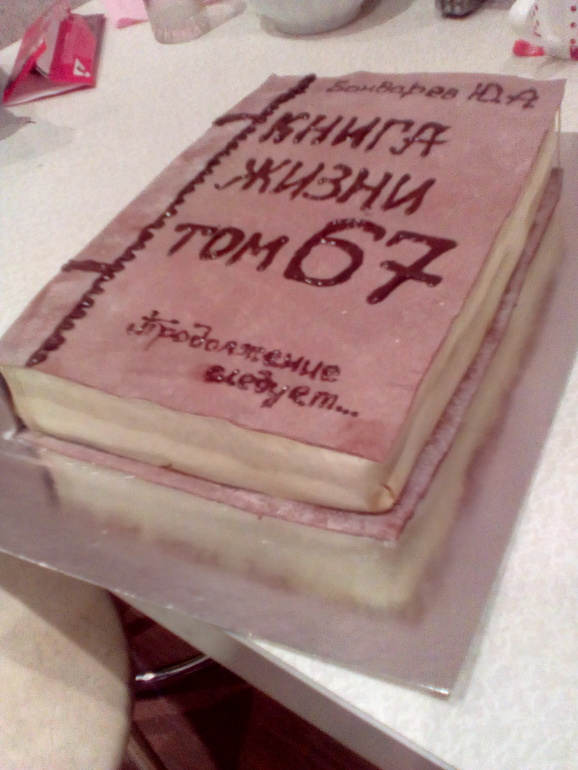 Бондарев Ю.А
КНИГА
ЖИЗНИ
ТОМ 67
Продолжение
следует...